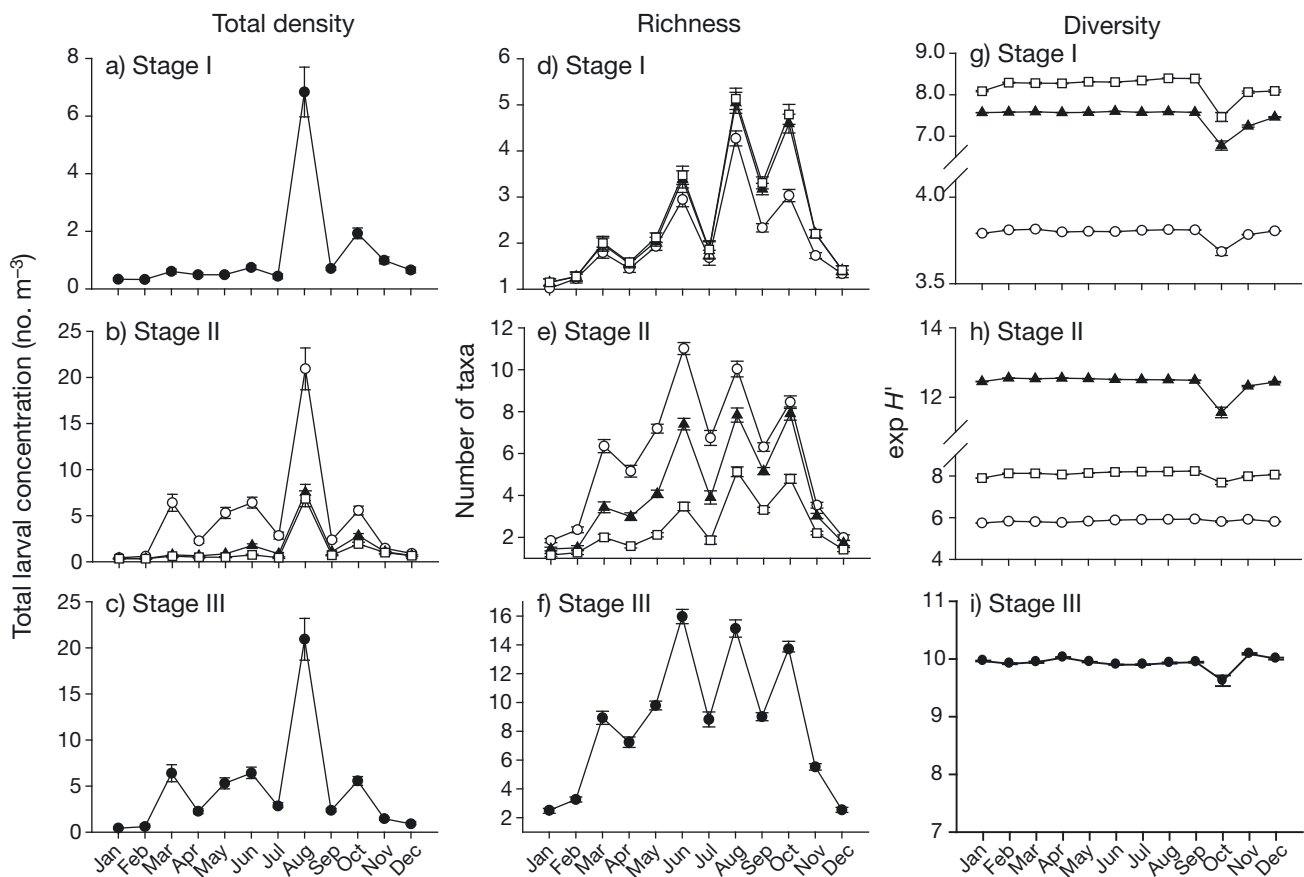 Total density
Richness
Diversity
Total larval concentration (no. m⁻³)
a) Stage I
8
6
4
2
0
b) Stage II
25
20
15
10
5
0
c) Stage III
25
20
15
10
5
0
Jan Feb Mar Apr May Jun Jul Aug Sep Oct Nov Dec
Number of taxa
d) Stage I
6
5
4
3
2
1
e) Stage II
12
10
8
6
4
2
f) Stage III
16
14
12
10
8
6
4
2
Jan Feb Mar Apr May Jun Jul Aug Sep Oct Nov Dec
exp H'
g) Stage I
9.0
8.0
7.0
4.0
3.5
h) Stage II
14
12
8
6
4
i) Stage III
11
10
9
8
7
Jan Feb Mar Apr May Jun Jul Aug Sep Oct Nov Dec